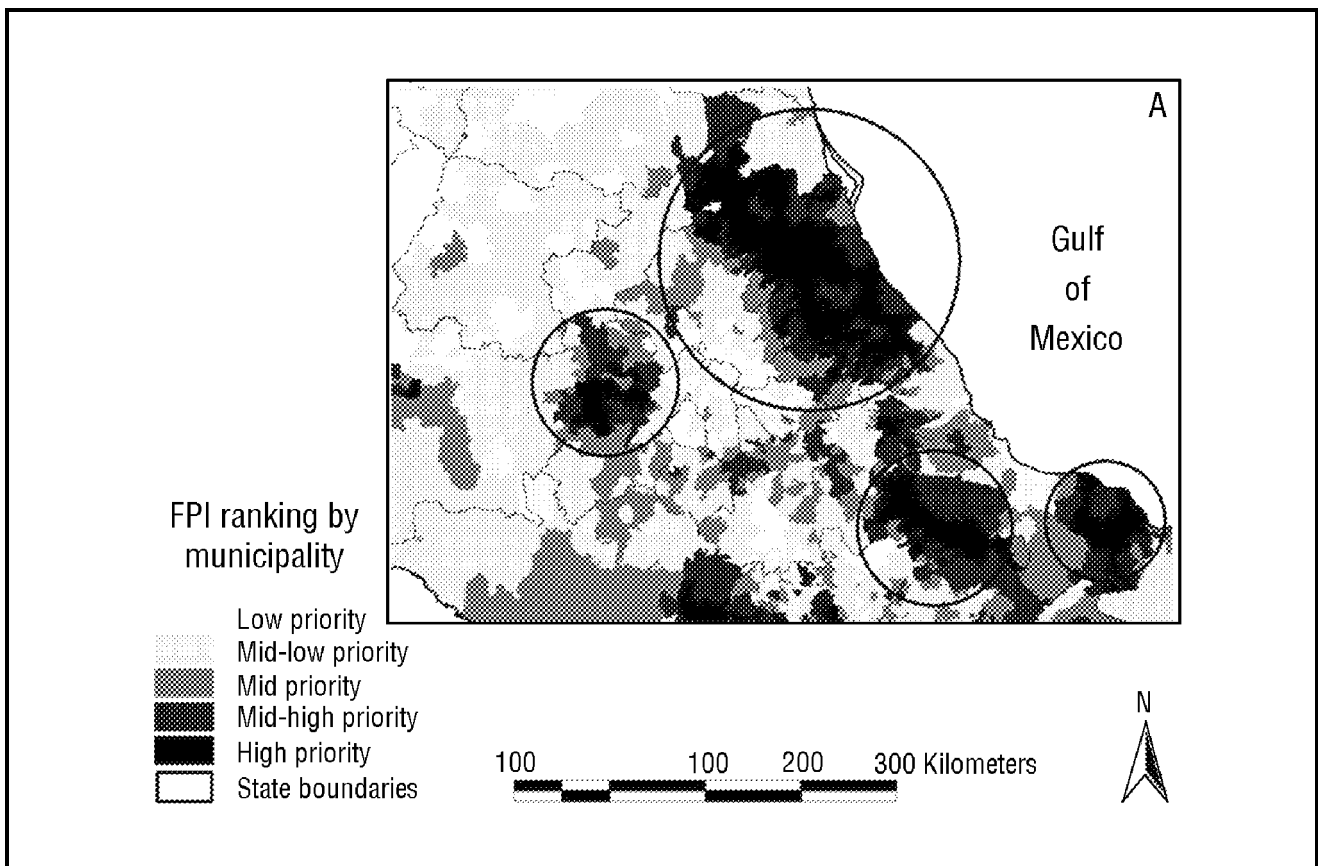 A
Gulf
of
Mexico
FPI ranking by
municipality
Low priority
Mid-low priority
Mid priority
Mid-high priority
High priority
State boundaries
100 100 200 300 Kilometers
N